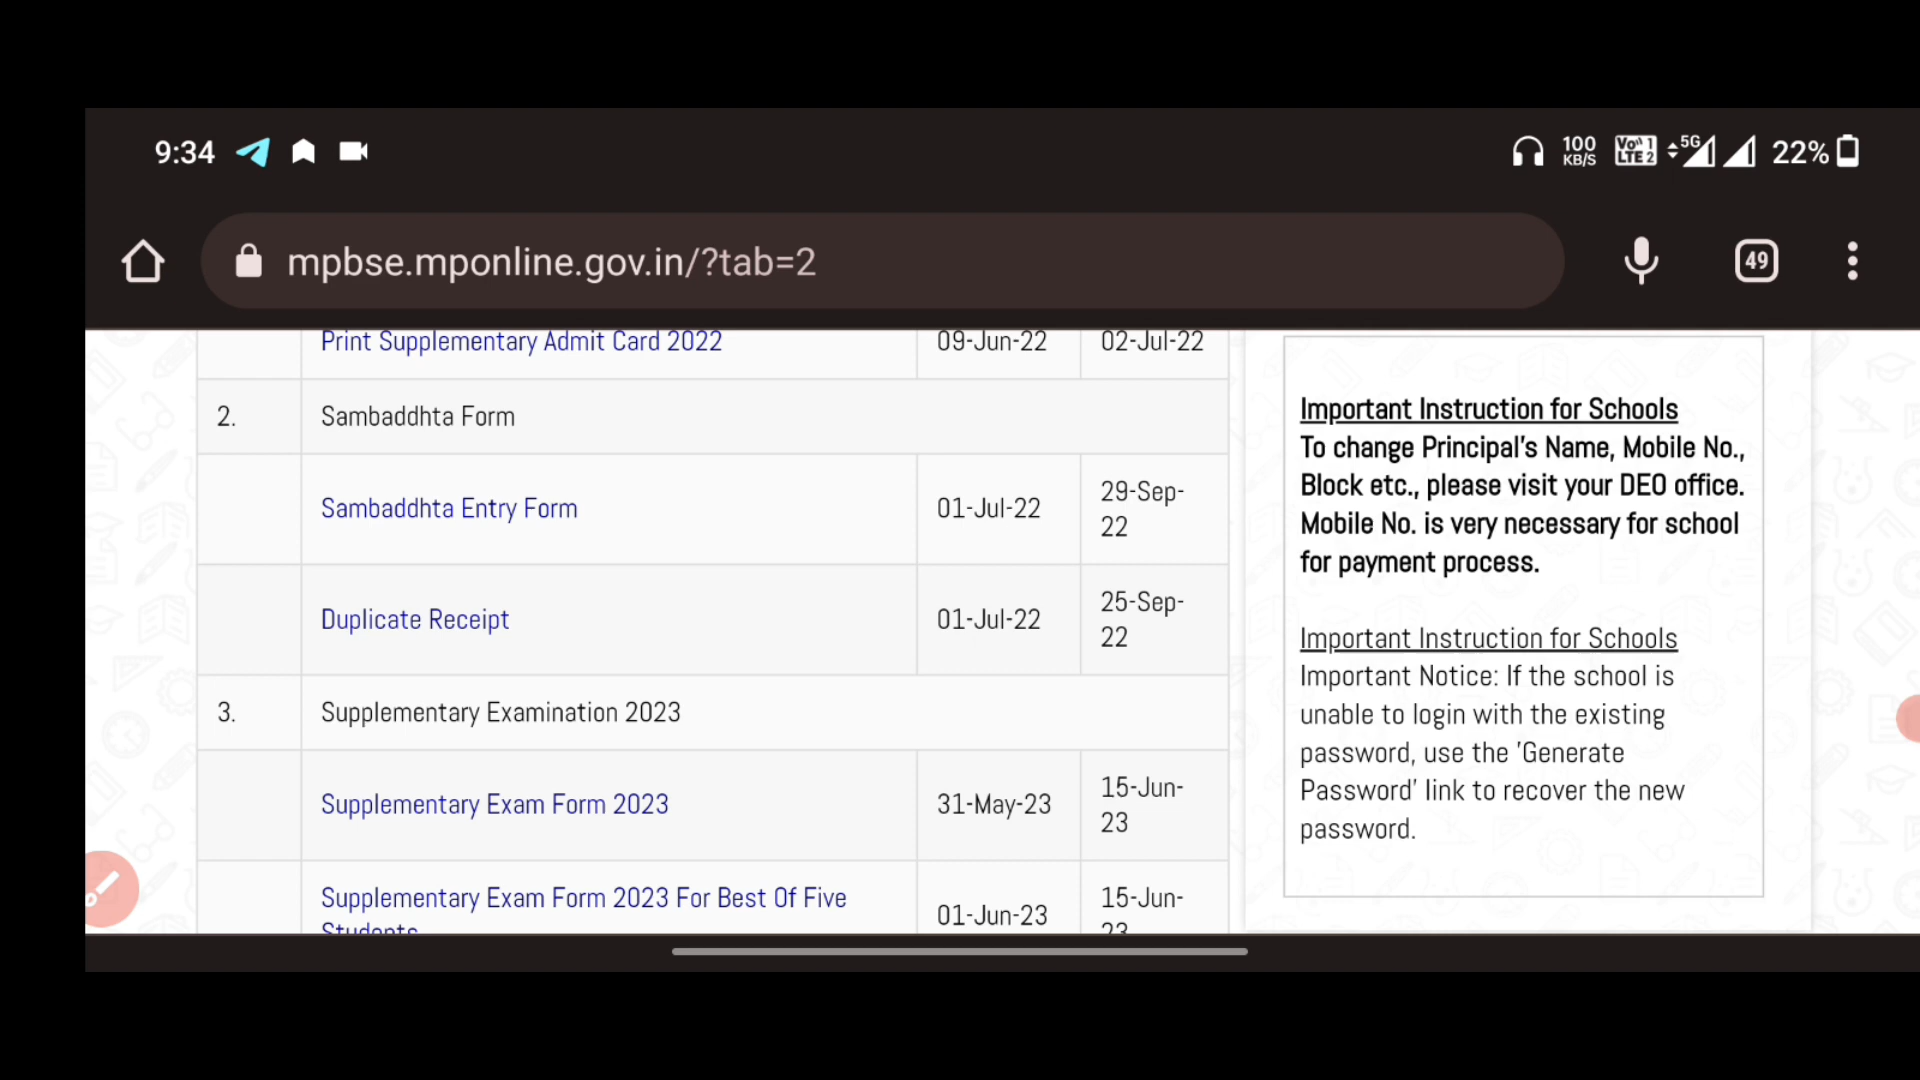 9:34
100
KB/S
Vo)) 1
LTE 2
5G
22%
mpbse.mponline.gov.in/?tab=2
49
Print Supplementary Admit Card 2022
09-Jun-22
02-Jul-22
2.
Sambaddhta Form
Sambaddhta Entry Form
01-Jul-22
29-Sep-
22
Duplicate Receipt
01-Jul-22
25-Sep-
22
3.
Supplementary Examination 2023
Supplementary Exam Form 2023
31-May-23
15-Jun-
23
Supplementary Exam Form 2023 For Best Of Five
Students
01-Jun-23
15-Jun-
23
Important Instruction for Schools
To change Principal's Name, Mobile No.,
Block etc., please visit your DEO office.
Mobile No. is very necessary for school
for payment process.
Important Instruction for Schools
Important Notice: If the school is
unable to login with the existing
password, use the 'Generate
Password' link to recover the new
password.